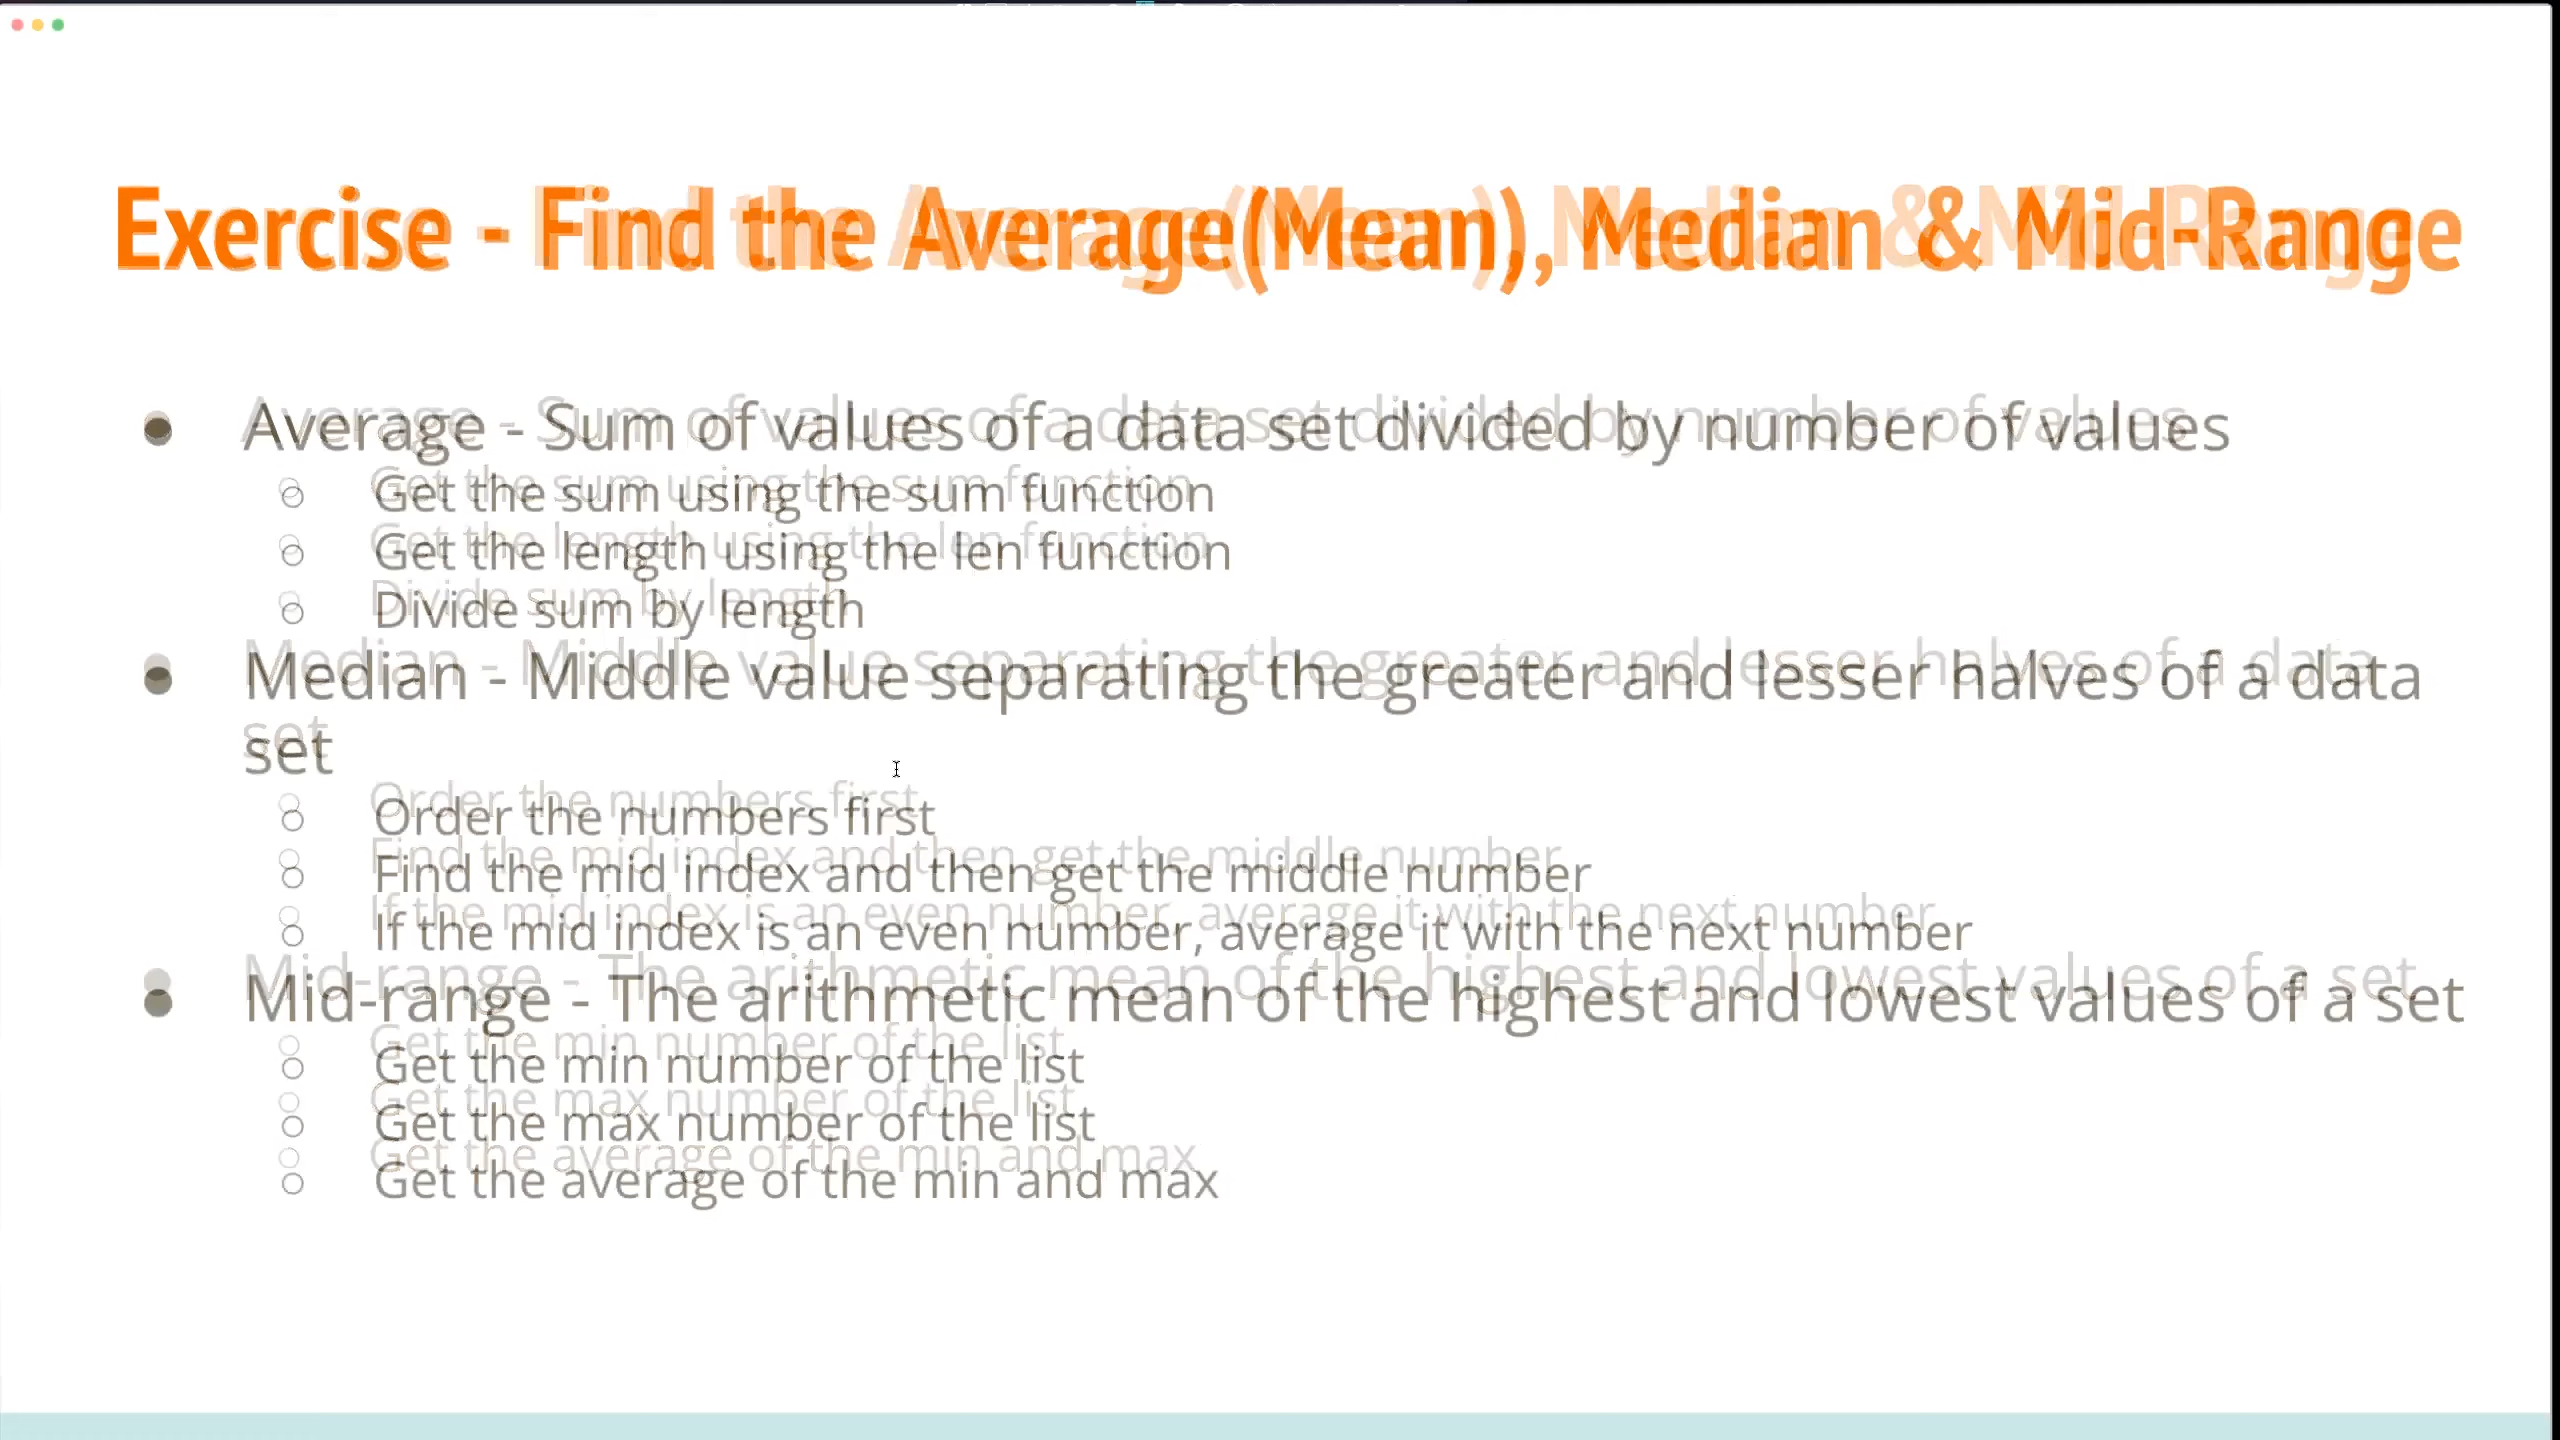 Exercise - Find the Average(Mean), Median & Mid-Range
Average - Sum of values of a data set divided by number of values
Get the sum using the sum function
Get the length using the len function
Divide sum by length
Median - Middle value separating the greater and lesser halves of a data
set
Order the numbers first
Find the mid index and then get the middle number
If the mid index is an even number, average it with the next number
Mid-range - The arithmetic mean of the highest and lowest values of a set
Get the min number of the list
Get the max number of the list
Get the average of the min and max